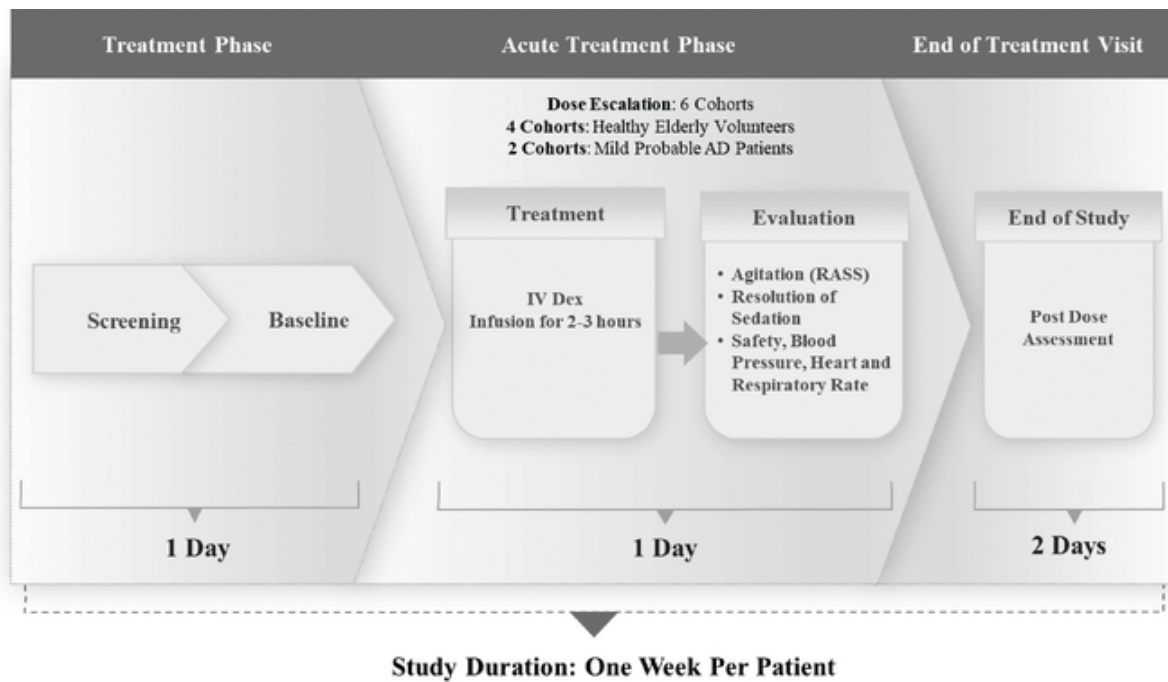 Treatment Phase
Acute Treatment Phase
End of Treatment Visit
Dose Escalation: 6 Cohorts
4 Cohorts: Healthy Elderly Volunteers
2 Cohorts: Mild Probable AD Patients
Screening
Baseline
Treatment
IV Dex
Infusion for 2-3 hours
Evaluation
• Agitation (RASS)
• Resolution of
Sedation
• Safety, Blood
Pressure, Heart and
Respiratory Rate
End of Study
Post Dose
Assessment
1 Day
1 Day
2 Days
Study Duration: One Week Per Patient